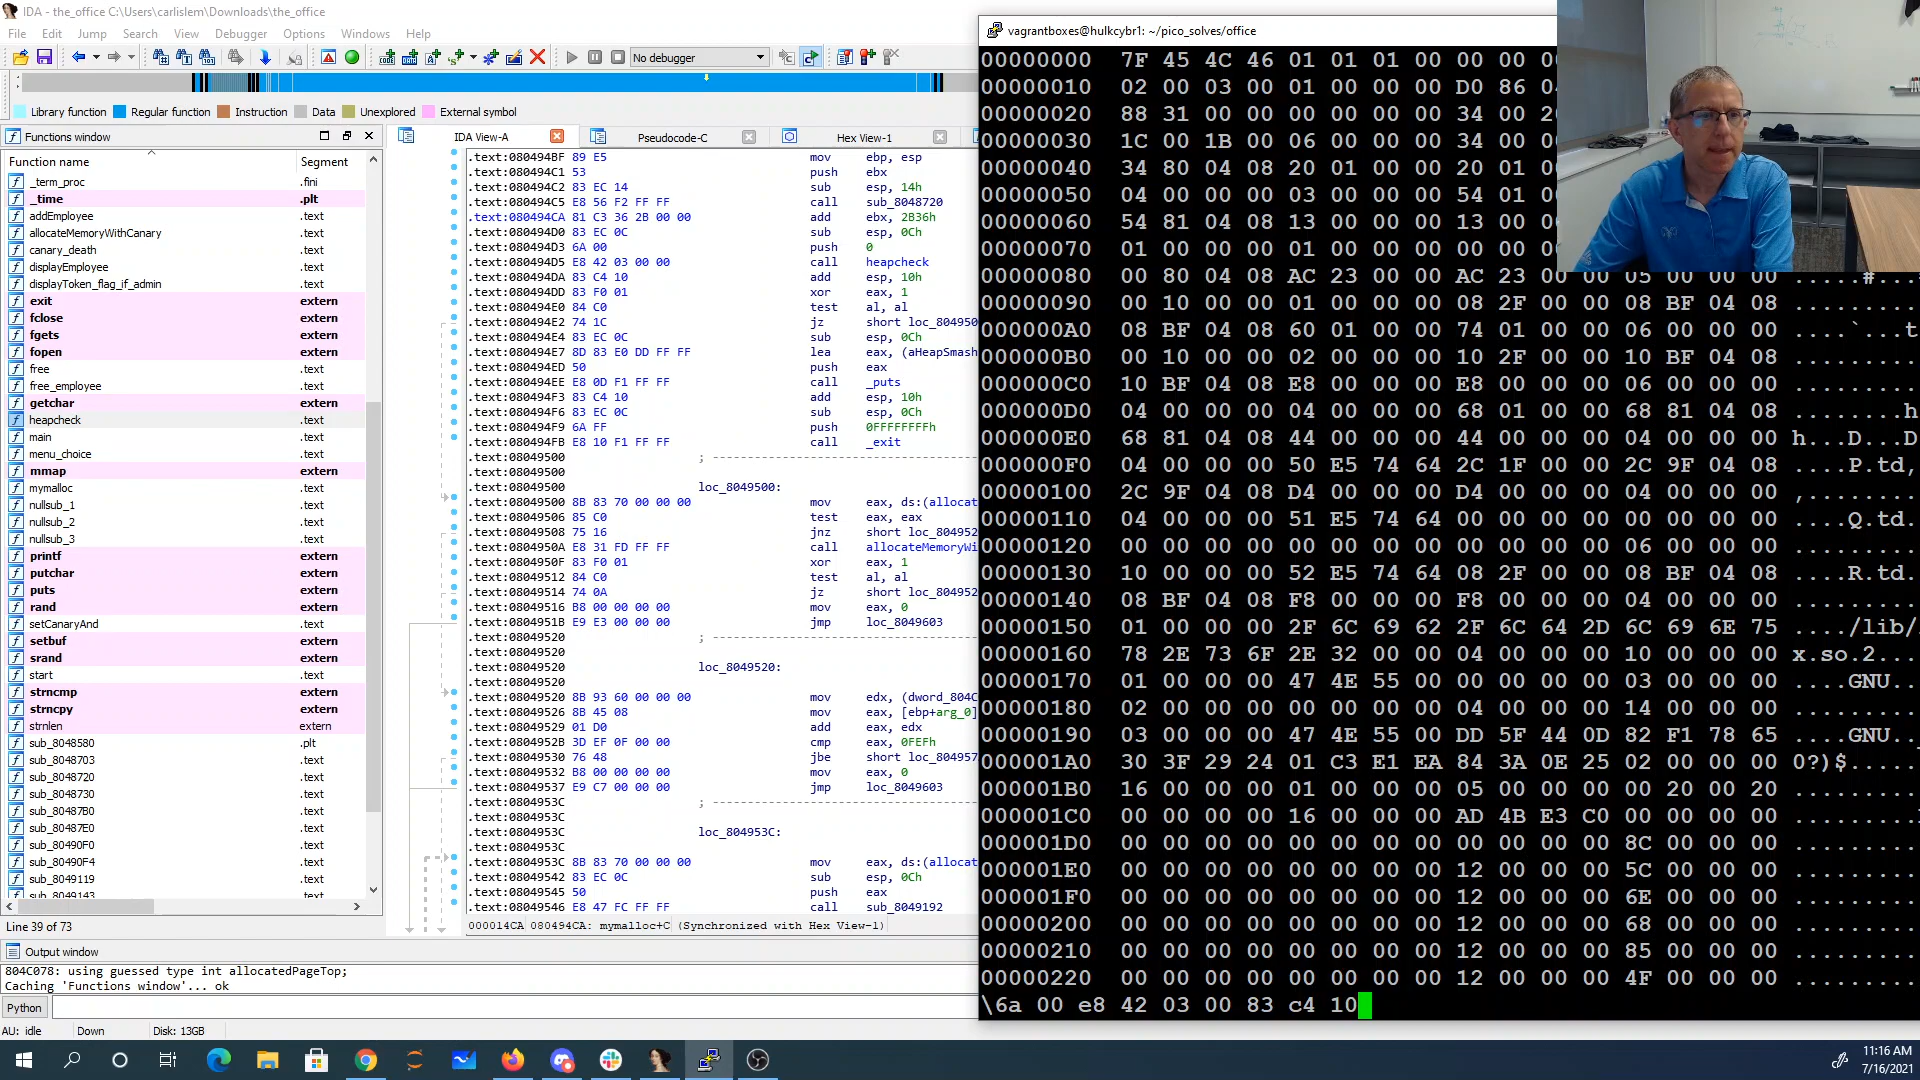 IDA - the_office C:\Users\carlislem\Downloads\the_office
File Edit Jump Search View Debugger Options Windows Help
No debugger
Library function Regular function Instruction Data Unexplored External symbol
Functions window
Function name Segment
_term_proc .fini
_time .plt
addEmployee .text
allocateMemoryWithCanary .text
canary_death .text
displayEmployee .text
displayToken_flag_if_admin .text
exit extern
fclose extern
fgets extern
fopen extern
free .text
free_employee .text
getchar extern
heapcheck .text
main .text
menu_choice .text
mmap extern
mymalloc .text
nullsub_1 .text
nullsub_2 .text
nullsub_3 .text
printf extern
putchar extern
puts extern
rand extern
setCanaryAnd .text
setbuf extern
srand extern
start .text
strncmp extern
strncpy extern
strnlen extern
sub_8048580 .plt
sub_8048703 .text
sub_8048720 .text
sub_8048730 .text
sub_80487B0 .text
sub_80487E0 .text
sub_80490F0 .text
sub_80490F4 .text
sub_8049119 .text
sub_8049143 .text
Line 39 of 73
IDA View-A Pseudocode-C Hex View-1
.text:080494BF 89 E5 mov ebp, esp
.text:080494C1 53 push ebx
.text:080494C2 83 EC 14 sub esp, 14h
.text:080494C5 E8 56 F2 FF FF call sub_8048720
.text:080494CA 81 C3 36 2B 00 00 add ebx, 2B36h
.text:080494D0 83 EC 0C sub esp, 0Ch
.text:080494D3 6A 00 push 0
.text:080494D5 E8 42 03 00 00 call heapcheck
.text:080494DA 83 C4 10 add esp, 10h
.text:080494DD 83 F0 01 xor eax, 1
.text:080494E0 84 C0 test al, al
.text:080494E2 74 1C jz short loc_804950
.text:080494E4 83 EC 0C sub esp, 0Ch
.text:080494E7 8D 83 E0 DD FF FF lea eax, (aHeapSmash
.text:080494ED 50 push eax
.text:080494EE E8 0D F1 FF FF call _puts
.text:080494F3 83 C4 10 add esp, 10h
.text:080494F6 83 EC 0C sub esp, 0Ch
.text:080494F9 6A FF push 0FFFFFFFFh
.text:080494FB E8 10 F1 FF FF call _exit
.text:08049500 ; ---------------------------
.text:08049500
.text:08049500 loc_8049500:
.text:08049500 8B 83 70 00 00 00 mov eax, ds:(allocat
.text:08049506 85 C0 test eax, eax
.text:08049508 75 16 jnz short loc_804952
.text:0804950A E8 31 FD FF FF call allocateMemoryWi
.text:0804950F 83 F0 01 xor eax, 1
.text:08049512 84 C0 test al, al
.text:08049514 74 0A jz short loc_804952
.text:08049516 B8 00 00 00 00 mov eax, 0
.text:0804951B E9 E3 00 00 00 jmp loc_8049603
.text:08049520 ; ---------------------------
.text:08049520
.text:08049520 loc_8049520:
.text:08049520
.text:08049520 8B 93 60 00 00 00 mov edx, (dword_804C
.text:08049526 8B 45 08 mov eax, [ebp+arg_0]
.text:08049529 01 D0 add eax, edx
.text:0804952B 3D EF 0F 00 00 cmp eax, 0FEFh
.text:08049530 76 48 jbe short loc_804957
.text:08049532 B8 00 00 00 00 mov eax, 0
.text:08049537 E9 C7 00 00 00 jmp loc_8049603
.text:0804953C ; ---------------------------
.text:0804953C
.text:0804953C loc_804953C:
.text:0804953C
.text:0804953C 8B 83 70 00 00 00 mov eax, ds:(allocat
.text:08049542 83 EC 0C sub esp, 0Ch
.text:08049545 50 push eax
.text:08049546 E8 47 FC FF FF call sub_8049192
000014CA 080494CA: mymalloc+C (Synchronized with Hex View-1)
Output window
804C078: using guessed type int allocatedPageTop;
Caching 'Functions window'... ok
Python
AU: idle Down Disk: 13GB
vagrantboxes@hulkcybr1: ~/pico_solves/office
00000000 7F 45 4C 46 01 01 01 00 00 00 00
00000010 02 00 03 00 01 00 00 00 D0 86 0
00000020 88 31 00 00 00 00 00 00 34 00 2
00000030 1C 00 1B 00 06 00 00 00 34 00 0
00000040 34 80 04 08 20 01 00 00 20 01 0
00000050 04 00 00 00 03 00 00 00 54 01 0
00000060 54 81 04 08 13 00 00 00 13 00 0
00000070 01 00 00 00 01 00 00 00 00 00 0
00000080 00 80 04 08 AC 23 00 00 AC 23 00 00 05 00 00 00 .....#...
00000090 00 10 00 00 01 00 00 00 08 2F 00 00 08 BF 04 08 .........
000000A0 08 BF 04 08 60 01 00 00 74 01 00 00 06 00 00 00 ....`...t
000000B0 00 10 00 00 02 00 00 00 10 2F 00 00 10 BF 04 08 .........
000000C0 10 BF 04 08 E8 00 00 00 E8 00 00 00 06 00 00 00 .........
000000D0 04 00 00 00 04 00 00 00 68 01 00 00 68 81 04 08 ........h
000000E0 68 81 04 08 44 00 00 00 44 00 00 00 04 00 00 00 h...D...D
000000F0 04 00 00 00 50 E5 74 64 2C 1F 00 00 2C 9F 04 08 ....P.td,
00000100 2C 9F 04 08 D4 00 00 00 D4 00 00 00 04 00 00 00 ,........
00000110 04 00 00 00 51 E5 74 64 00 00 00 00 00 00 00 00 ....Q.td.
00000120 00 00 00 00 00 00 00 00 00 00 00 00 06 00 00 00 .........
00000130 10 00 00 00 52 E5 74 64 08 2F 00 00 08 BF 04 08 ....R.td.
00000140 08 BF 04 08 F8 00 00 00 F8 00 00 00 04 00 00 00 .........
00000150 01 00 00 00 2F 6C 69 62 2F 6C 64 2D 6C 69 6E 75 ..../lib/
00000160 78 2E 73 6F 2E 32 00 00 04 00 00 00 10 00 00 00 x.so.2...
00000170 01 00 00 00 47 4E 55 00 00 00 00 00 03 00 00 00 ....GNU..
00000180 02 00 00 00 00 00 00 00 04 00 00 00 14 00 00 00 .........
00000190 03 00 00 00 47 4E 55 00 DD 5F 44 0D 82 F1 78 65 ....GNU._
000001A0 30 3F 29 24 01 C3 E1 EA 84 3A 0E 25 02 00 00 00 0?)$.....
000001B0 16 00 00 00 01 00 00 00 05 00 00 00 00 20 00 20 .........
000001C0 00 00 00 00 16 00 00 00 AD 4B E3 C0 00 00 00 00 .........
000001D0 00 00 00 00 00 00 00 00 00 00 00 00 8C 00 00 00 .........
000001E0 00 00 00 00 00 00 00 00 12 00 00 00 5C 00 00 00 .........
000001F0 00 00 00 00 00 00 00 00 12 00 00 00 6E 00 00 00 .........
00000200 00 00 00 00 00 00 00 00 12 00 00 00 68 00 00 00 .........
00000210 00 00 00 00 00 00 00 00 12 00 00 00 85 00 00 00 .........
00000220 00 00 00 00 00 00 00 00 12 00 00 00 4F 00 00 00 .........
\6a 00 e8 42 03 00 83 c4 10
11:16 AM
7/16/2021